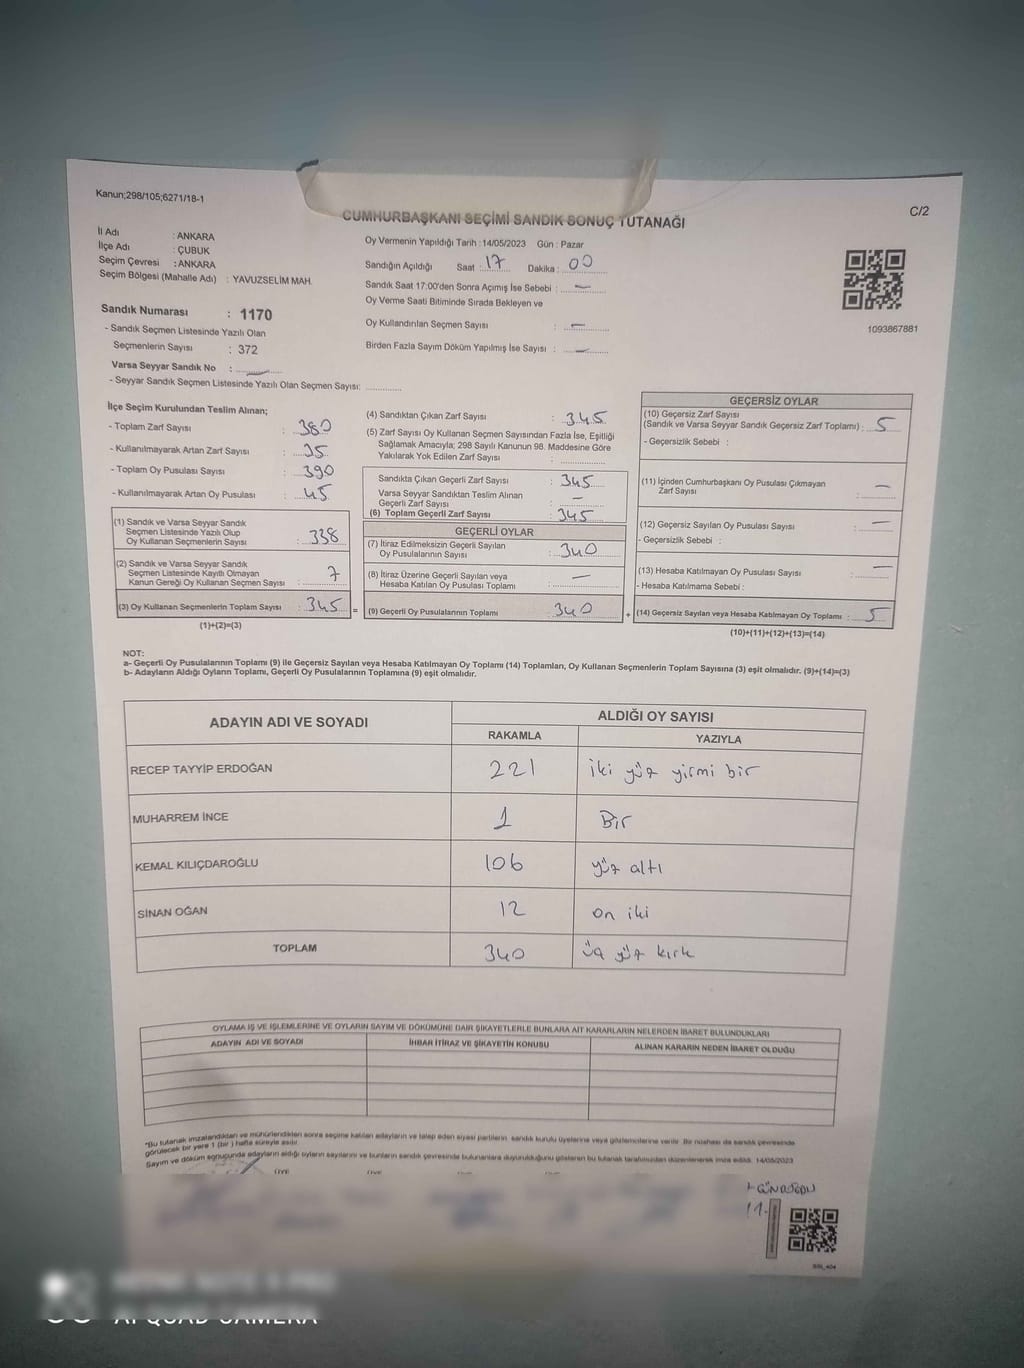 Kanun;298/105;6271/18-1
C/2
CUMHURBAŞKANI SEÇİMİ SANDIK SONUÇ TUTANAĞI
İl Adı : ANKARA
İlçe Adı : ÇUBUK
Seçim Çevresi : ANKARA
Seçim Bölgesi (Mahalle Adı) : YAVUZSELİM MAH.
Oy Vermenin Yapıldığı Tarih : 14/05/2023 Gün : Pazar
Sandığın Açıldığı Saat : 17 Dakika : 00
Sandık Saat 17:00'den Sonra Açımış İse Sebebi : —
Oy Verme Saati Bitiminde Sırada Bekleyen ve
Oy Kullandırılan Seçmen Sayısı : —
Birden Fazla Sayım Döküm Yapılmış İse Sayısı : —
1093867881
Sandık Numarası : 1170
- Sandık Seçmen Listesinde Yazılı Olan
Seçmenlerin Sayısı : 372
Varsa Seyyar Sandık No : —
- Seyyar Sandık Seçmen Listesinde Yazılı Olan Seçmen Sayısı:
İlçe Seçim Kurulundan Teslim Alınan;
- Toplam Zarf Sayısı : 380
- Kullanılmayarak Artan Zarf Sayısı : 35
- Toplam Oy Pusulası Sayısı : 390
- Kullanılmayarak Artan Oy Pusulası : 45
(1) Sandık ve Varsa Seyyar Sandık
Seçmen Listesinde Yazılı Olup
Oy Kullanan Seçmenlerin Sayısı : 338
(2) Sandık ve Varsa Seyyar Sandık
Seçmen Listesinde Kayıtlı Olmayan
Kanun Gereği Oy Kullanan Seçmen Sayısı : 7
(3) Oy Kullanan Seçmenlerin Toplam Sayısı : 345 =
(1)+(2)=(3)
(4) Sandıktan Çıkan Zarf Sayısı : 345
(5) Zarf Sayısı Oy Kullanan Seçmen Sayısından Fazla İse, Eşitliği
Sağlamak Amacıyla; 298 Sayılı Kanunun 98. Maddesine Göre
Yakılarak Yok Edilen Zarf Sayısı :
Sandıkta Çıkan Geçerli Zarf Sayısı : 345
Varsa Seyyar Sandıktan Teslim Alınan
Geçerli Zarf Sayısı : —
(6) Toplam Geçerli Zarf Sayısı : 345
GEÇERLİ OYLAR
(7) İtiraz Edilmeksizin Geçerli Sayılan
Oy Pusulalarının Sayısı : 340
(8) İtiraz Üzerine Geçerli Sayılan veya
Hesaba Katılan Oy Pusulalarının Toplamı : —
(9) Geçerli Oy Pusulalarının Toplamı : 340 +
GEÇERSİZ OYLAR
(10) Geçersiz Zarf Sayısı
(Sandık ve Varsa Seyyar Sandık Geçersiz Zarf Toplamı) : 5
- Geçersizlik Sebebi :
(11) İçinden Cumhurbaşkanı Oy Pusulası Çıkmayan
Zarf Sayısı : —
(12) Geçersiz Sayılan Oy Pusulası Sayısı : —
- Geçersizlik Sebebi :
(13) Hesaba Katılmayan Oy Pusulası Sayısı : —
- Hesaba Katılmama Sebebi :
(14) Geçersiz Sayılan veya Hesaba Katılmayan Oy Toplamı : 5
(10)+(11)+(12)+(13)=(14)
NOT:
a- Geçerli Oy Pusulalarının Toplamı (9) ile Geçersiz Sayılan veya Hesaba Katılmayan Oy Toplamı (14) Toplamları, Oy Kullanan Seçmenlerin Toplam Sayısına (3) eşit olmalıdır. (9)+(14)=(3)
b- Adayların Aldığı Oyların Toplamı, Geçerli Oy Pusulalarının Toplamına (9) eşit olmalıdır.
ADAYIN ADI VE SOYADI
ALDIĞI OY SAYISI
RAKAMLA YAZIYLA
RECEP TAYYİP ERDOĞAN 221 iki yüz yirmi bir
MUHARREM İNCE 1 Bir
KEMAL KILIÇDAROĞLU 106 yüz altı
SİNAN OĞAN 12 on iki
TOPLAM 340 üç yüz kırk
OYLAMA İŞ VE İŞLEMLERİNE VE OYLARIN SAYIM VE DÖKÜMÜNE DAİR ŞİKAYETLERLE BUNLARA AİT KARARLARIN NELERDEN İBARET BULUNDUKLARI
ADAYIN ADI VE SOYADI İHBAR İTİRAZ VE ŞİKAYETİN KONUSU ALINAN KARARIN NEDEN İBARET OLDUĞU
*Bu tutanak imzalandıktan ve mühürlendikten sonra seçime katılan adayların ve talep eden siyasi partilerin sandık kurulu üyelerine veya gözlemcilerine verilir. Bir nüshası da sandık çevresinde
görülecek bir yere 1 (bir) hafta süreyle asılır.
Sayım ve döküm sonucunda adayların aldığı oyların sayılarını ve bunların sandık çevresinde bulunanlara duyurulduğunu gösteren bu tutanak tarafımızdan düzenlenerek imza edildi. 14/05/2023
AI QUAD CAMERA